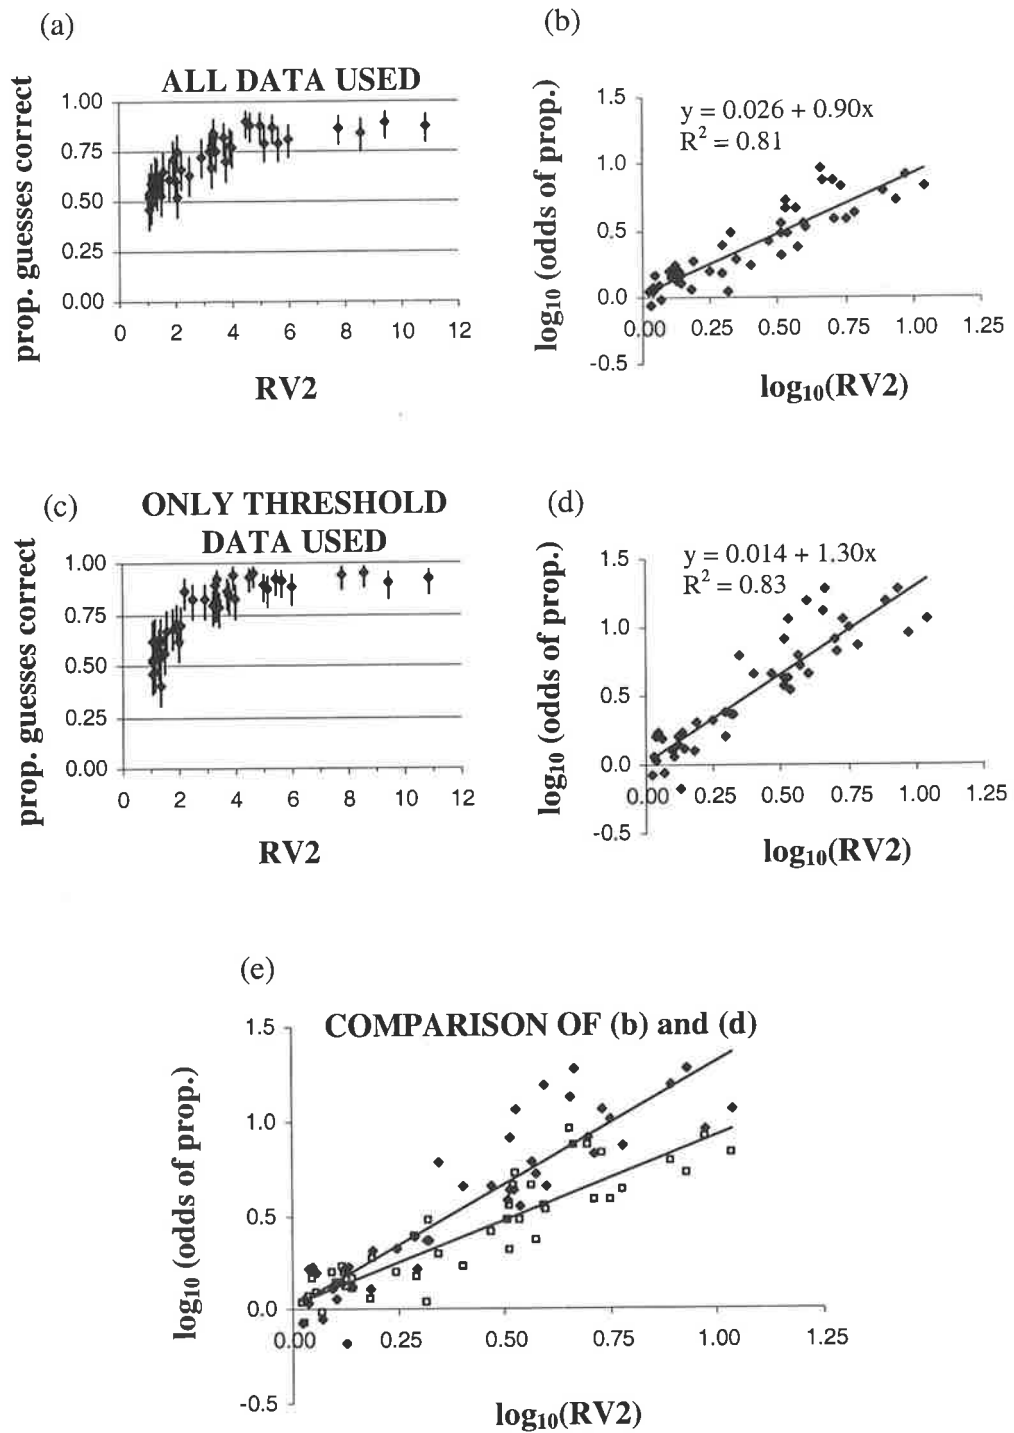 (a)
ALL DATA USED
prop. guesses correct
1.00
0.75
0.50
0.25
0.00
0 2 4 6 8 10 12
RV2
(b)
log10 (odds of prop.)
y = 0.026 + 0.90x
R² = 0.81
1.5
1.0
0.5
0.0
-0.5
0.00 0.25 0.50 0.75 1.00 1.25
log10(RV2)
(c)
ONLY THRESHOLD
DATA USED
prop. guesses correct
1.00
0.75
0.50
0.25
0.00
0 2 4 6 8 10 12
RV2
(d)
log10 (odds of prop.)
y = 0.014 + 1.30x
R² = 0.83
1.5
1.0
0.5
0.0
-0.5
0.00 0.25 0.50 0.75 1.00 1.25
log10(RV2)
(e)
COMPARISON OF (b) and (d)
log10 (odds of prop.)
1.5
1.0
0.5
0.0
-0.5
0.00 0.25 0.50 0.75 1.00 1.25
log10(RV2)